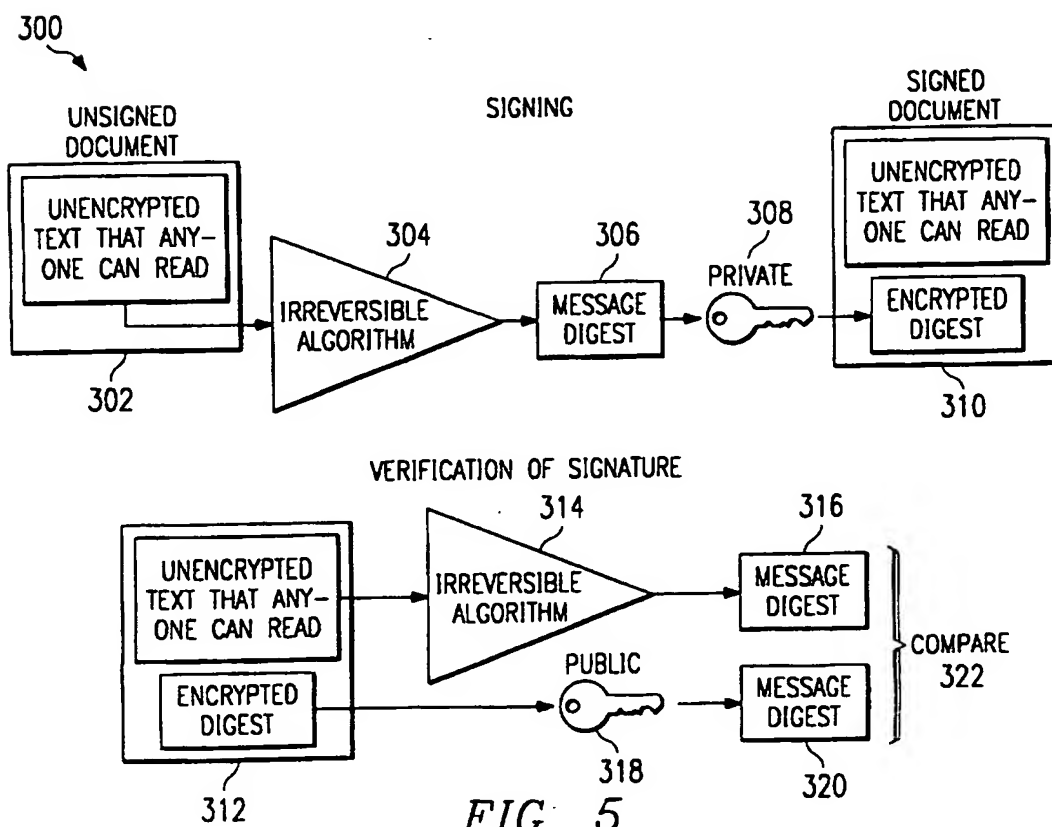 300
UNSIGNED
DOCUMENT
SIGNING
SIGNED
DOCUMENT
UNENCRYPTED
TEXT THAT ANY-
ONE CAN READ
302
304
IRREVERSIBLE
ALGORITHM
306
MESSAGE
DIGEST
308
PRIVATE
UNENCRYPTED
TEXT THAT ANY-
ONE CAN READ
ENCRYPTED
DIGEST
310
VERIFICATION OF SIGNATURE
UNENCRYPTED
TEXT THAT ANY-
ONE CAN READ
ENCRYPTED
DIGEST
312
314
IRREVERSIBLE
ALGORITHM
316
MESSAGE
DIGEST
PUBLIC
318
MESSAGE
DIGEST
320
COMPARE
322
FIG. 5